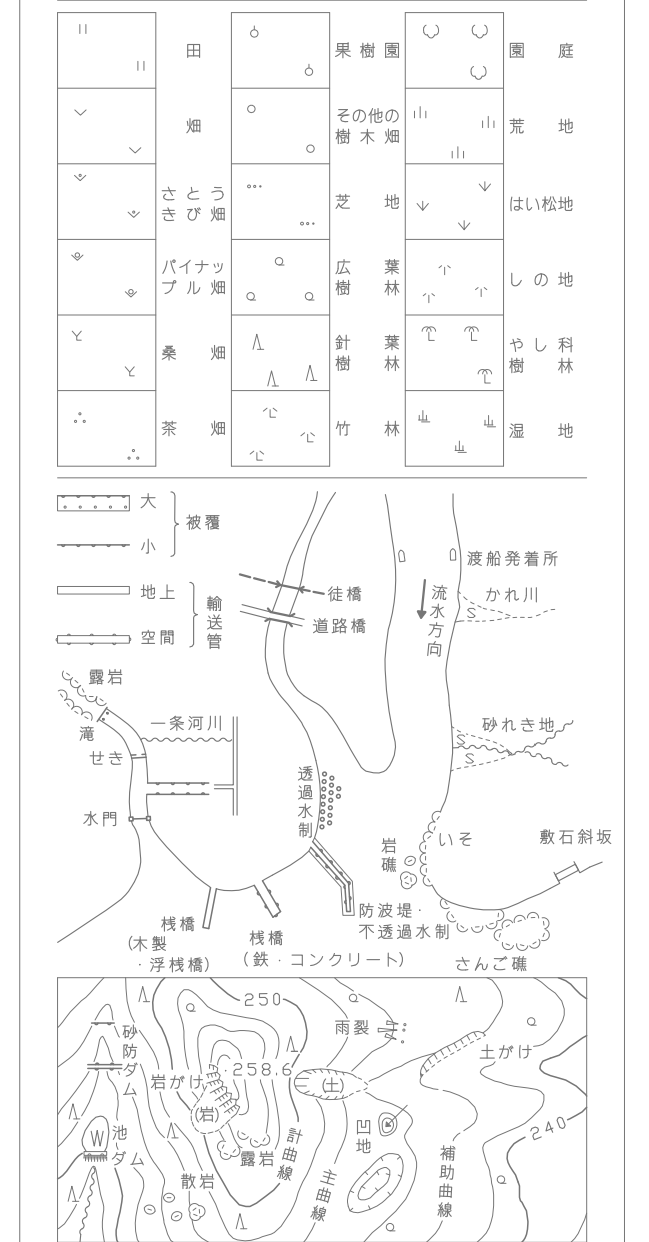 田
果樹園
園庭
畑
その他の
樹木畑
荒地
さとう
きび畑
芝地
はい松地
パイナッ
プル畑
広葉
樹林
しの地
桑畑
針葉
樹林
やし科
樹林
茶畑
竹林
湿地
大
小
被覆
地上
空間
輸送管
徒橋
道路橋
渡船発着所
流水方向
かれ川
S
露岩
滝
せき
一条河川
水門
透過水制
砂れき地
S
S
岩礁
いそ
敷石斜坂
桟橋
(木製
・浮桟橋)
桟橋
(鉄・コンクリート)
防波堤・
不透過水制
さんご礁
250
雨裂
砂防ダム
岩がけ
・258.6
(土)
土がけ
(岩)
W
池
ダム
露岩
計曲線
凹地
240
散岩
主曲線
補助曲線